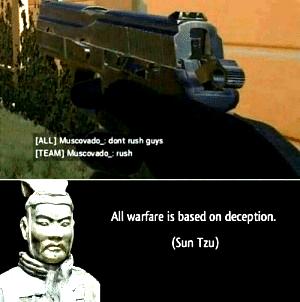 [ALL] Muscovado_: dont rush guys
[TEAM] Muscovado_: rush
All warfare is based on deception.
(Sun Tzu)